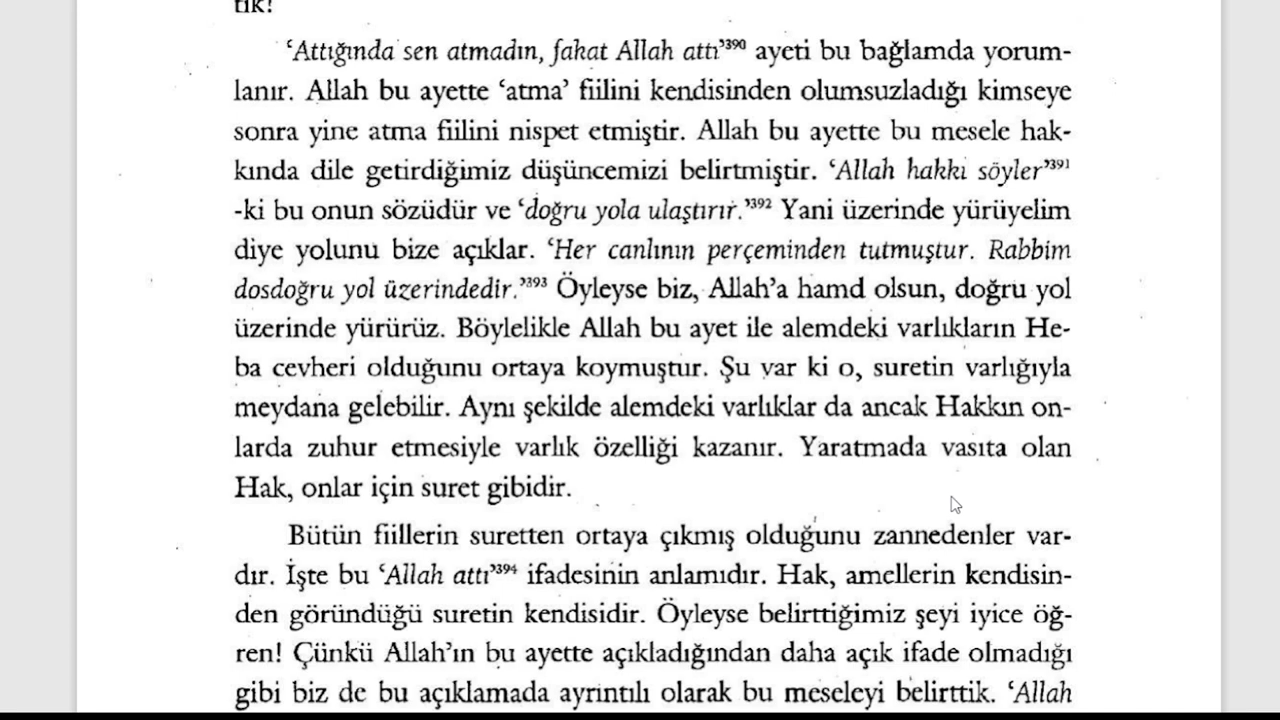 tik!
‘Attığında sen atmadın, fakat Allah attı’³⁹⁰ ayeti bu bağlamda yorum-
lanır. Allah bu ayette ‘atma’ fiilini kendisinden olumsuzladığı kimseye
sonra yine atma fiilini nispet etmiştir. Allah bu ayette bu mesele hak-
kında dile getirdiğimiz düşüncemizi belirtmiştir. ‘Allah hakkı söyler’³⁹¹
-ki bu onun sözüdür ve ‘doğru yola ulaştırır.’³⁹² Yani üzerinde yürüyelim
diye yolunu bize açıklar. ‘Her canlının perçeminden tutmuştur. Rabbim
dosdoğru yol üzerindedir.’³⁹³ Öyleyse biz, Allah’a hamd olsun, doğru yol
üzerinde yürürüz. Böylelikle Allah bu ayet ile alemdeki varlıkların He-
ba cevheri olduğunu ortaya koymuştur. Şu var ki o, suretin varlığıyla
meydana gelebilir. Aynı şekilde alemdeki varlıklar da ancak Hakkın on-
larda zuhur etmesiyle varlık özelliği kazanır. Yaratmada vasıta olan
Hak, onlar için suret gibidir.
Bütün fiillerin suretten ortaya çıkmış olduğunu zannedenler var-
dır. İşte bu ‘Allah attı’³⁹⁴ ifadesinin anlamıdır. Hak, amellerin kendisin-
den göründüğü suretin kendisidir. Öyleyse belirttiğimiz şeyi iyice öğ-
ren! Çünkü Allah’ın bu ayette açıkladığından daha açık ifade olmadığı
gibi biz de bu açıklamada ayrıntılı olarak bu meseleyi belirttik. ‘Allah